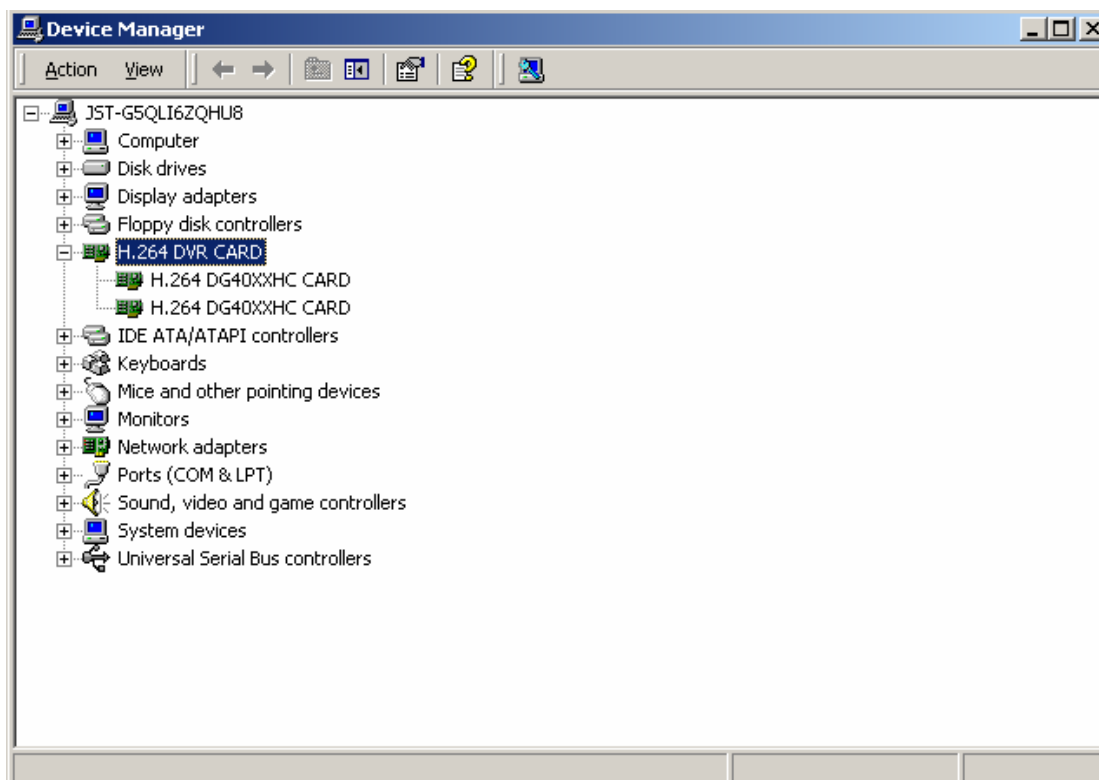 Device Manager
Action View
JST-G5QLI6ZQHU8
Computer
Disk drives
Display adapters
Floppy disk controllers
H.264 DVR CARD
H.264 DG40XXHC CARD
H.264 DG40XXHC CARD
IDE ATA/ATAPI controllers
Keyboards
Mice and other pointing devices
Monitors
Network adapters
Ports (COM & LPT)
Sound, video and game controllers
System devices
Universal Serial Bus controllers